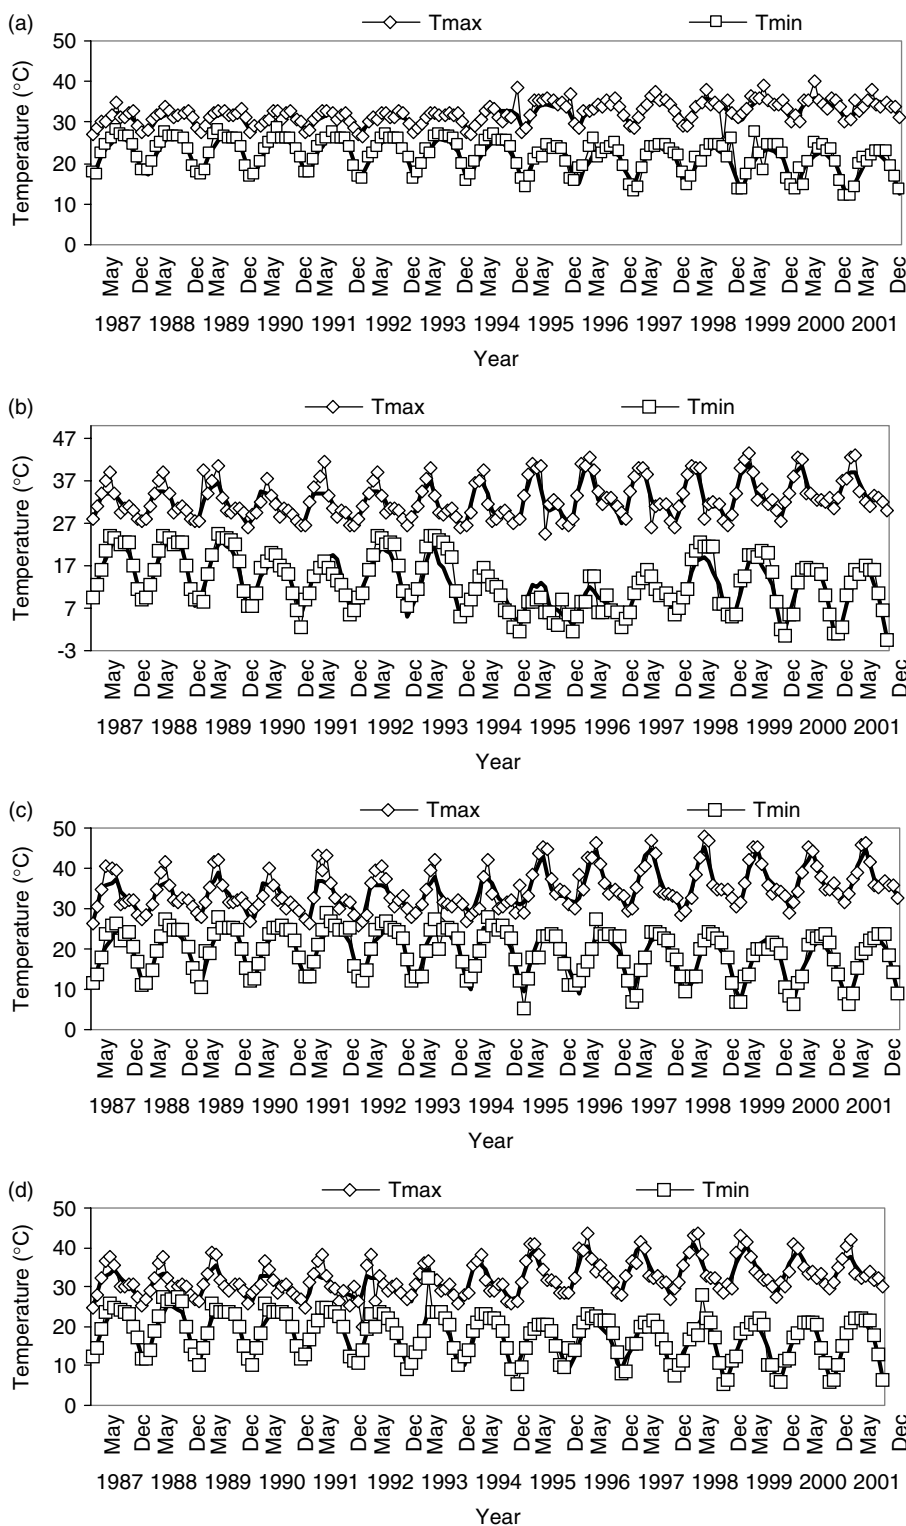 (a)
Tmax Tmin
50
40
30
20
10
0
Temperature (°C)
May Dec May Dec May Dec May Dec May Dec May Dec May Dec May Dec May Dec May Dec May Dec May Dec May Dec May Dec May Dec
1987 1988 1989 1990 1991 1992 1993 1994 1995 1996 1997 1998 1999 2000 2001
Year
(b)
Tmax Tmin
47
37
27
17
7
-3
Temperature (°C)
May Dec May Dec May Dec May Dec May Dec May Dec May Dec May Dec May Dec May Dec May Dec May Dec May Dec May Dec May Dec
1987 1988 1989 1990 1991 1992 1993 1994 1995 1996 1997 1998 1999 2000 2001
Year
(c)
Tmax Tmin
50
40
30
20
10
0
Temperature (°C)
May Dec May Dec May Dec May Dec May Dec May Dec May Dec May Dec May Dec May Dec May Dec May Dec May Dec May Dec May Dec
1987 1988 1989 1990 1991 1992 1993 1994 1995 1996 1997 1998 1999 2000 2001
Year
(d)
Tmax Tmin
50
40
30
20
10
0
Temperature (°C)
May Dec May Dec May Dec May Dec May Dec May Dec May Dec May Dec May Dec May Dec May Dec May Dec May Dec May Dec May Dec
1987 1988 1989 1990 1991 1992 1993 1994 1995 1996 1997 1998 1999 2000 2001
Year